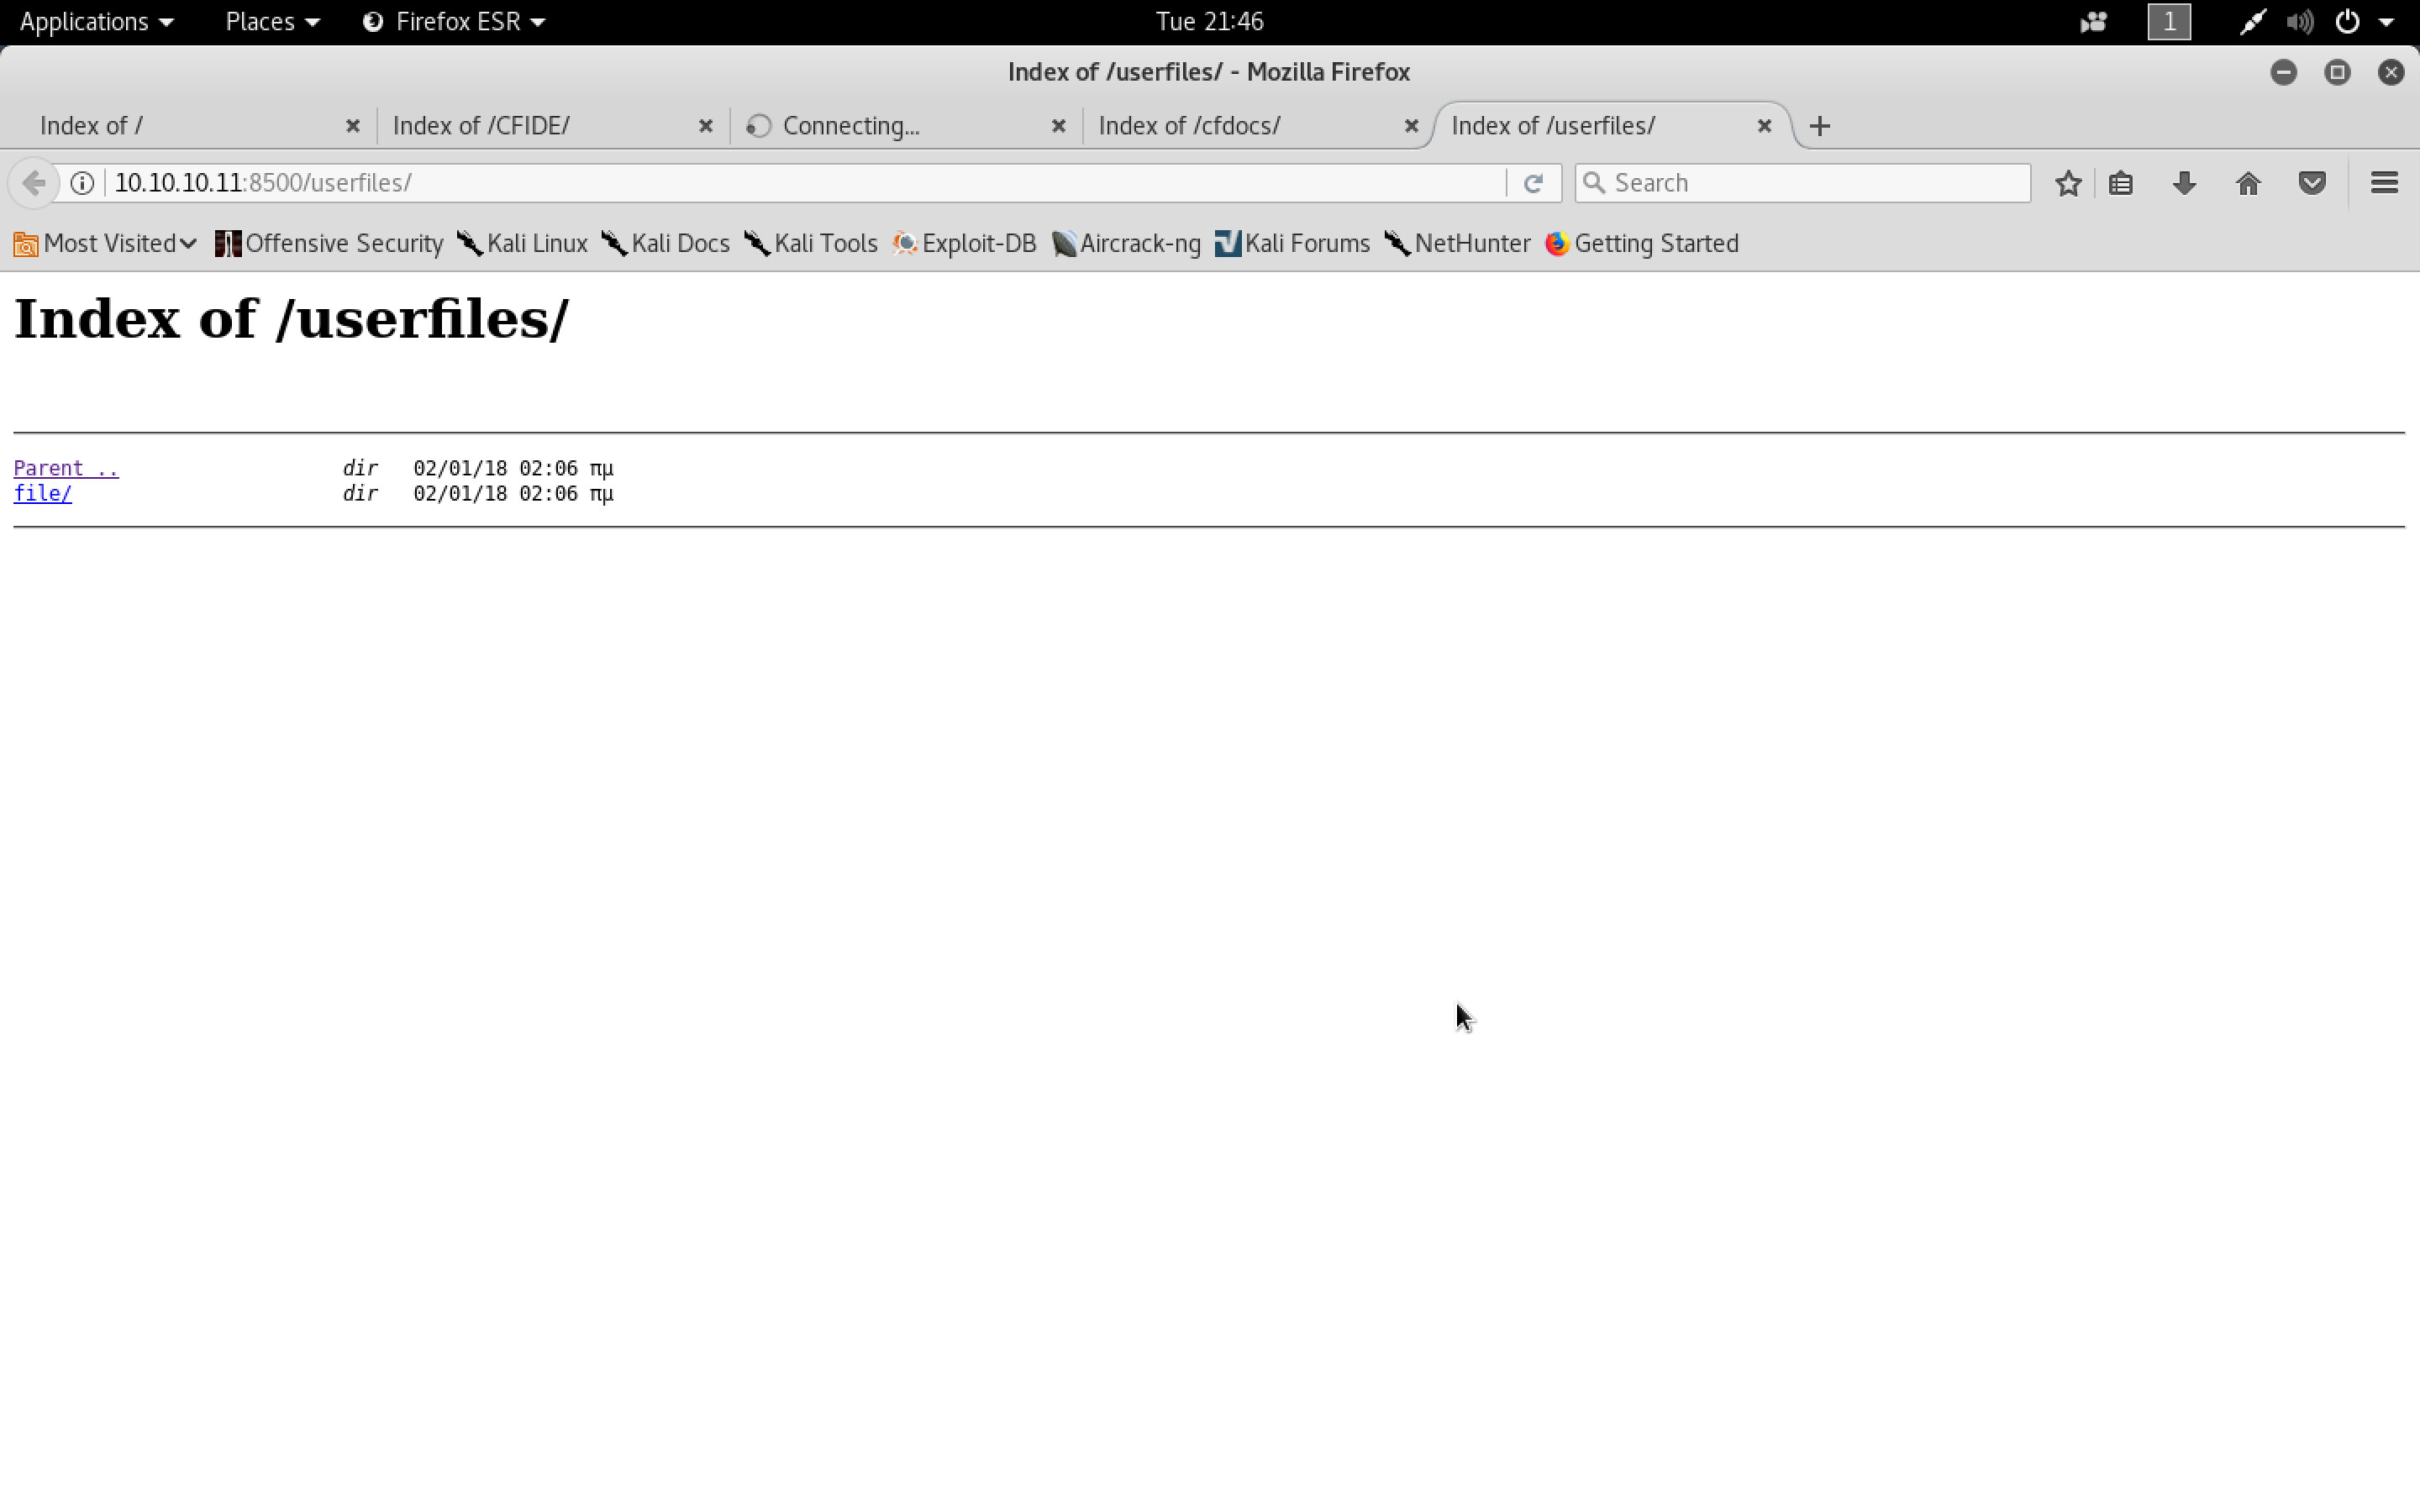 Applications Places Firefox ESR Tue 21:46 1
Index of /userfiles/ - Mozilla Firefox
Index of / Index of /CFIDE/ Connecting... Index of /cfdocs/ Index of /userfiles/
10.10.10.11:8500/userfiles/ Search
Most Visited Offensive Security Kali Linux Kali Docs Kali Tools Exploit-DB Aircrack-ng Kali Forums NetHunter Getting Started
Index of /userfiles/
Parent .. dir 02/01/18 02:06 πμ
file/ dir 02/01/18 02:06 πμ